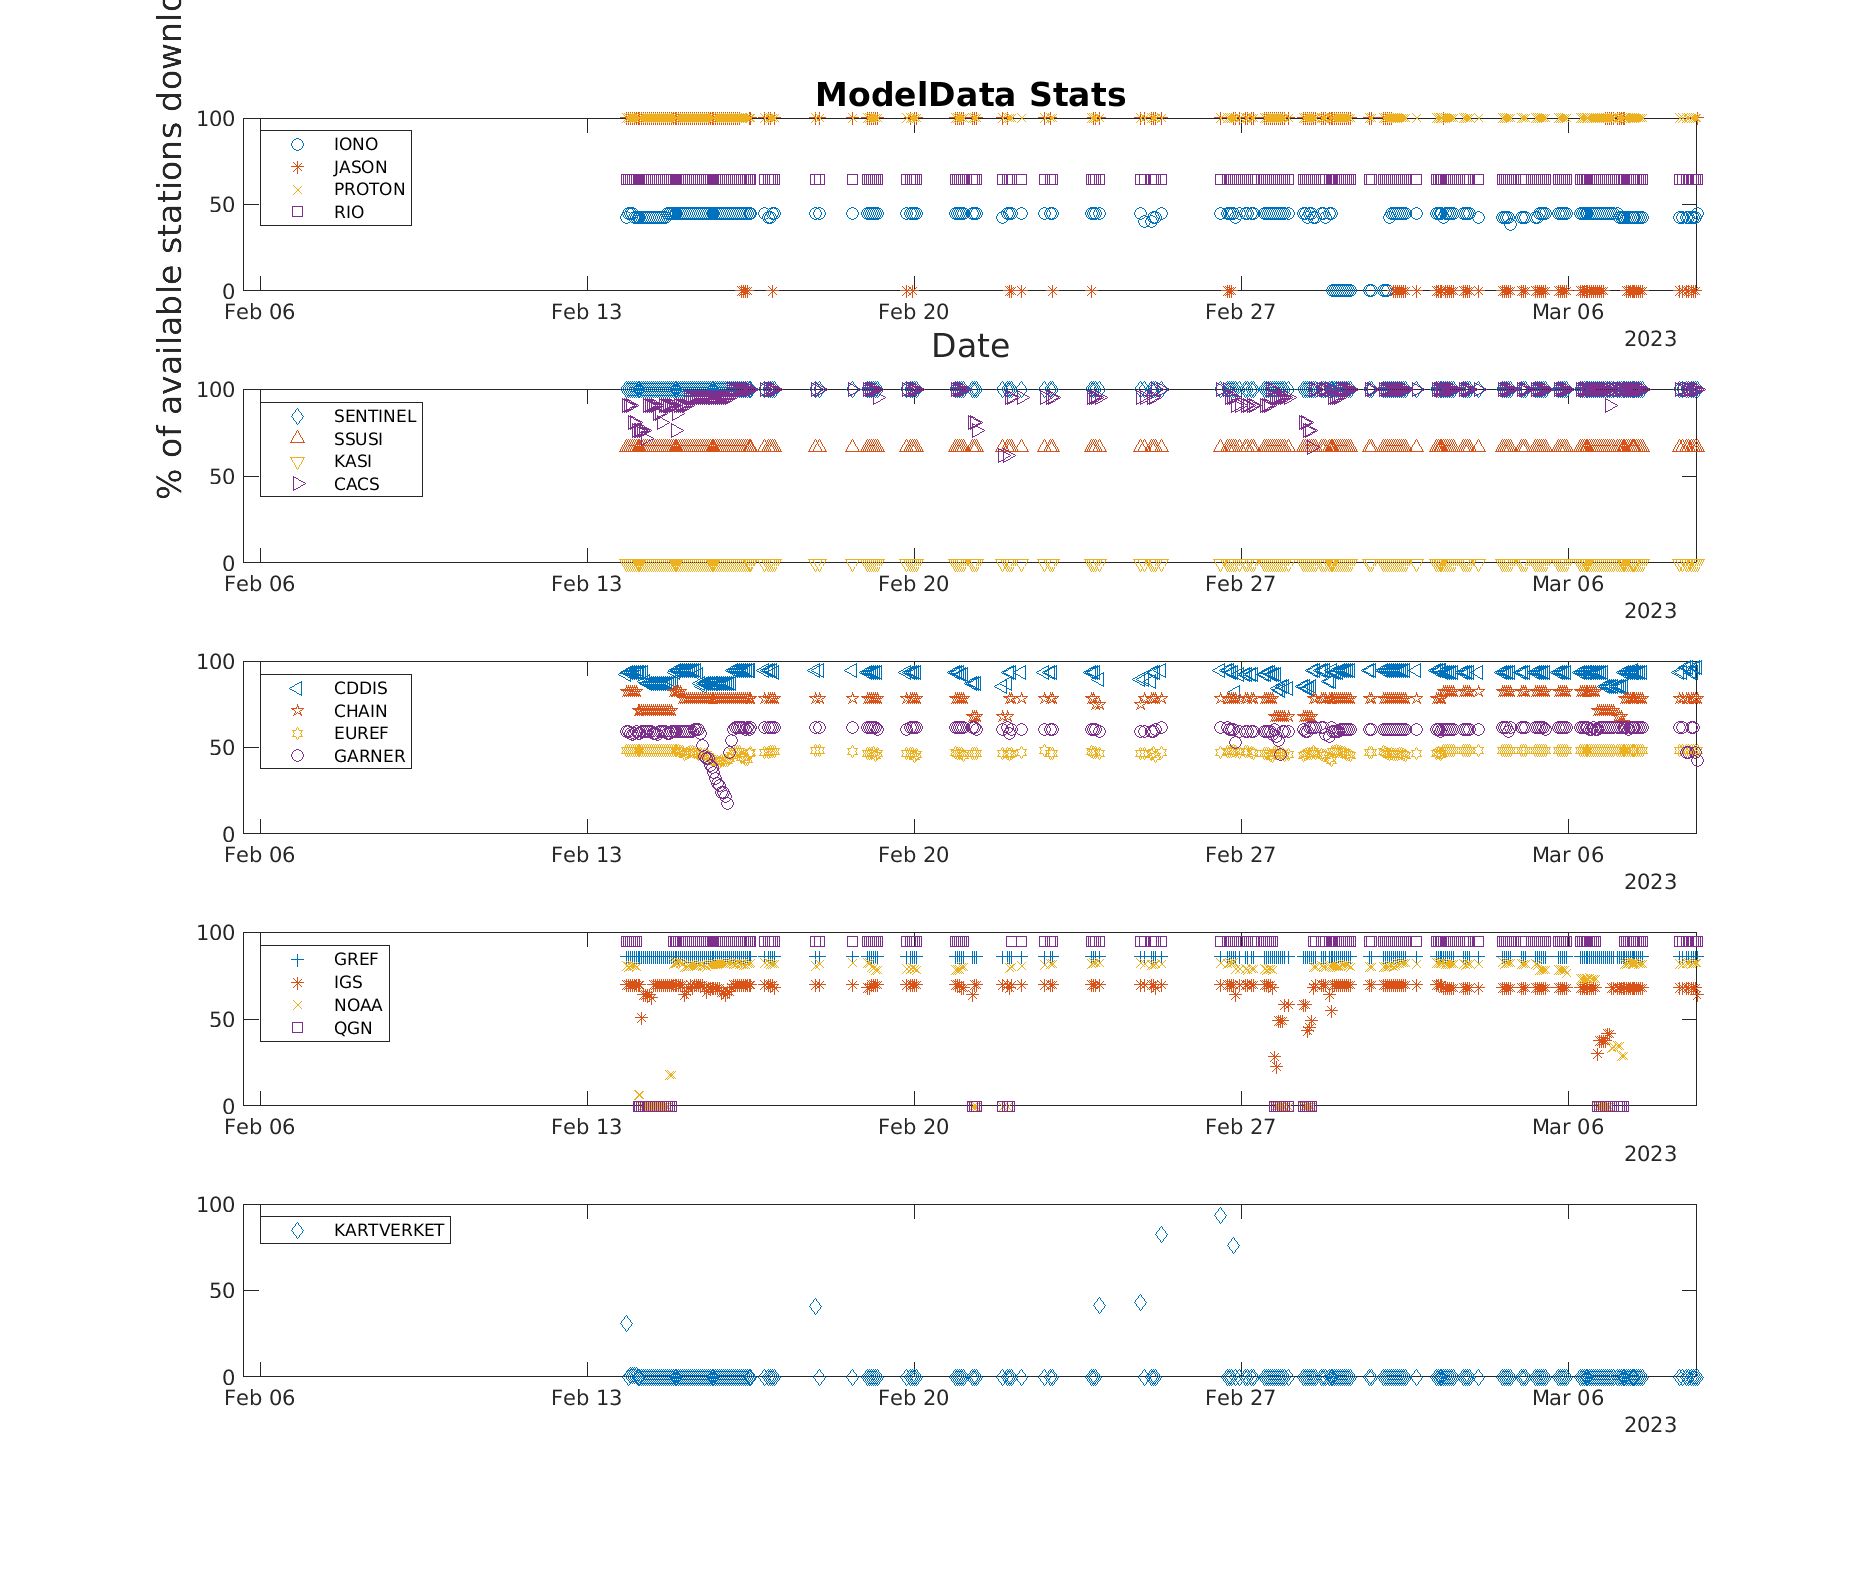 ModelData Stats
% of available stations
100
50
0
IONO
JASON
PROTON
RIO
Feb 06
Feb 13
Feb 20
Feb 27
Mar 06
2023
Date
100
50
0
SENTINEL
SSUSI
KASI
CACS
Feb 06
Feb 13
Feb 20
Feb 27
Mar 06
2023
100
50
0
CDDIS
CHAIN
EUREF
GARNER
Feb 06
Feb 13
Feb 20
Feb 27
Mar 06
2023
100
50
0
GREF
IGS
NOAA
QGN
Feb 06
Feb 13
Feb 20
Feb 27
Mar 06
2023
100
50
0
KARTVERKET
Feb 06
Feb 13
Feb 20
Feb 27
Mar 06
2023